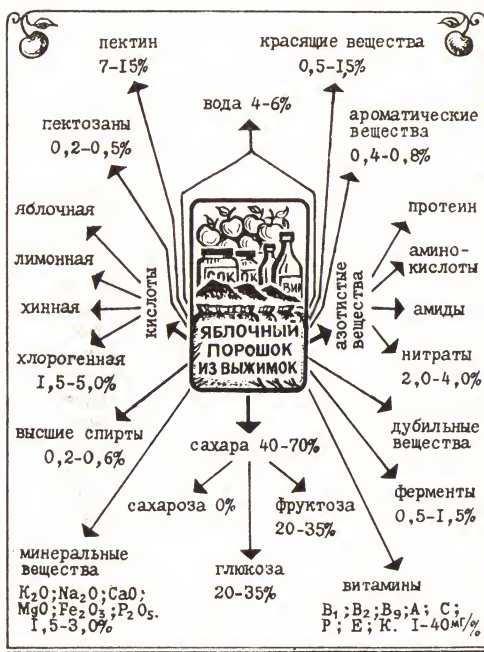 пектин
7-15%
красящие вещества
0,5-1,5%
вода 4-6%
пектозаны
0,2-0,5%
ароматические
вещества
0,4-0,8%
яблочная
лимонная
хинная
хлорогенная
1,5-5,0%
кислоты
СОК
ОК
ВИ
ЯБЛОЧНЫЙ
ПОРОШОК
ИЗ ВЫЖИМОК
азотистые
вещества
протеин
амино-
кислоты
амиды
нитраты
2,0-4,0%
высшие спирты
0,2-0,6%
дубильные
вещества
сахара 40-70%
ферменты
0,5-1,5%
сахароза 0%
фруктоза
20-35%
глюкоза
20-35%
минеральные
вещества
K₂O; Na₂O; CaO;
MgO; Fe₂O₃; P₂O₅.
1,5-3,0%
витамины
B₁; B₂; B₉; A; C;
P; E; K. 1-40 мг/%